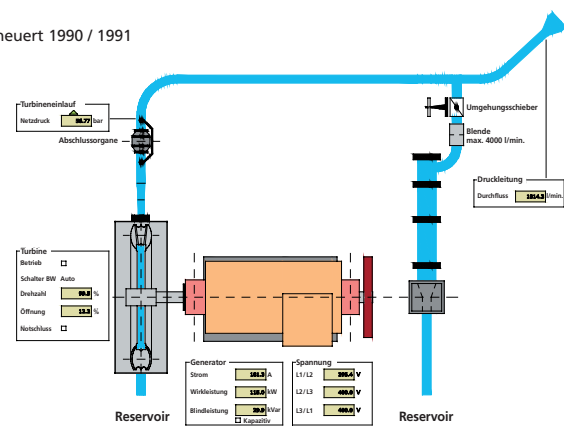 neuert 1990 / 1991
Turbineneinlauf
Netzdruck bar
Abschlussorgane
Umgehungsschieber
Blende
max. 4000 l/min.
Druckleitung
Durchfluss l/min.
Turbine
Betrieb
Schalter BW Auto
Drehzahl %
Öffnung %
Notschluss
Generator
Strom A
Wirkleistung kW
Blindleistung kVar
Kapazitiv
Spannung
L1/L2 V
L2/L3 V
L3/L1 V
Reservoir
Reservoir